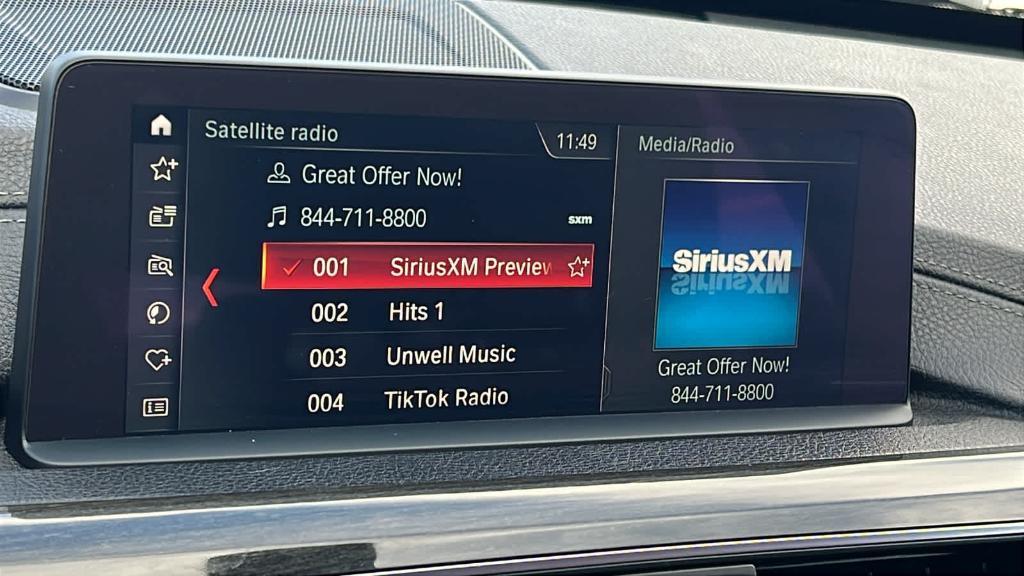 Satellite radio
11:49
Great Offer Now!
844-711-8800
sxm
001 SiriusXM Preview
002 Hits 1
003 Unwell Music
004 TikTok Radio
Media/Radio
SiriusXM
Great Offer Now!
844-711-8800